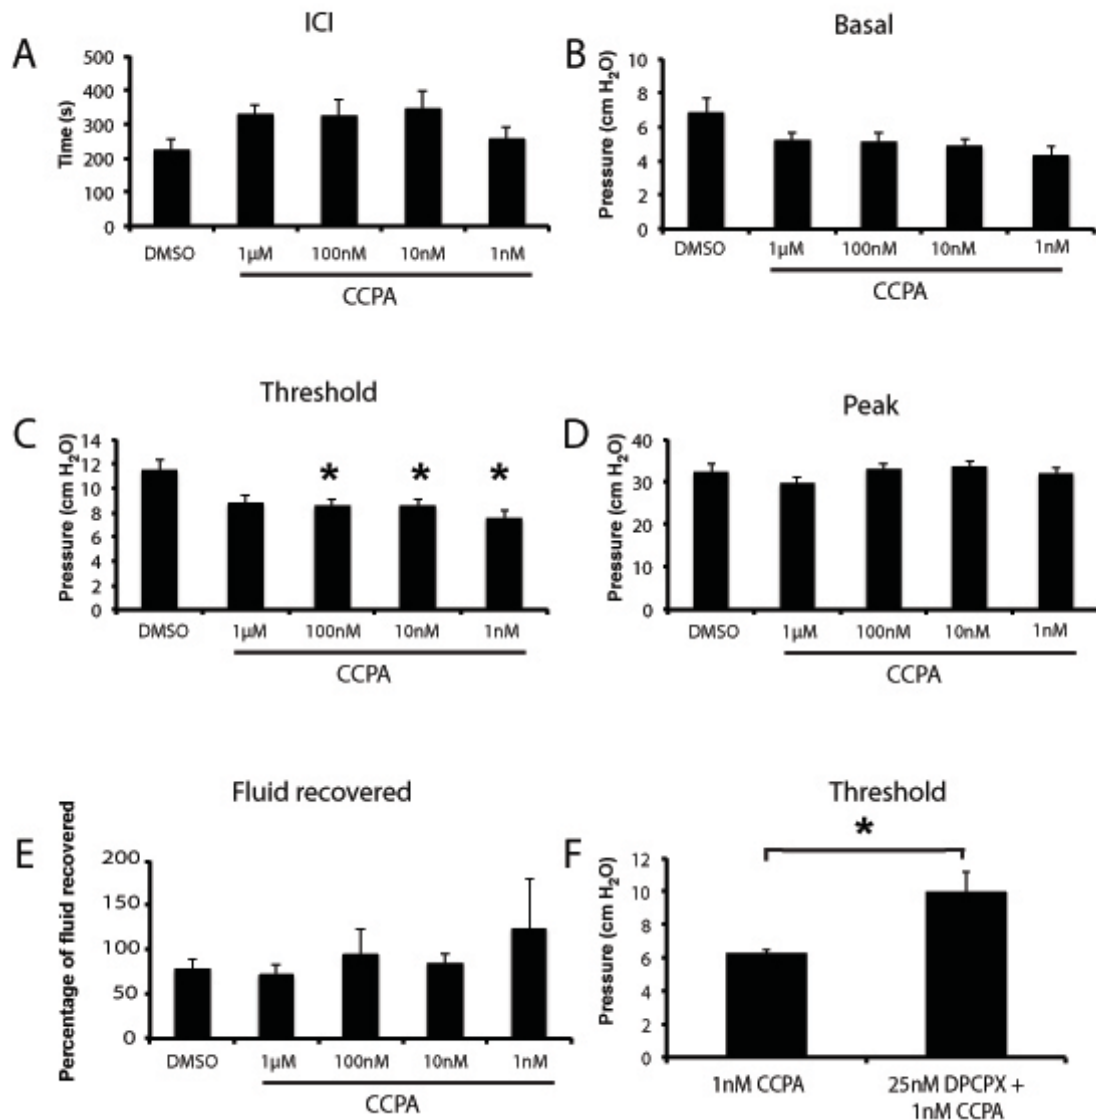 A
ICI
Time (s)
500
400
300
200
100
0
DMSO
1µM
100nM
10nM
1nM
CCPA
B
Basal
Pressure (cm H₂O)
10
8
6
4
2
0
DMSO
1µM
100nM
10nM
1nM
CCPA
C
Threshold
Pressure (cm H₂O)
14
12
10
8
6
4
2
0
*
*
*
DMSO
1µM
100nM
10nM
1nM
CCPA
D
Peak
Pressure (cm H₂O)
40
30
20
10
0
DMSO
1µM
100nM
10nM
1nM
CCPA
E
Fluid recovered
Percentage of fluid recovered
200
150
100
50
0
DMSO
1µM
100nM
10nM
1nM
CCPA
F
Threshold
*
Pressure (cm H₂O)
12
10
8
6
4
2
0
1nM CCPA
25nM DPCPX +
1nM CCPA